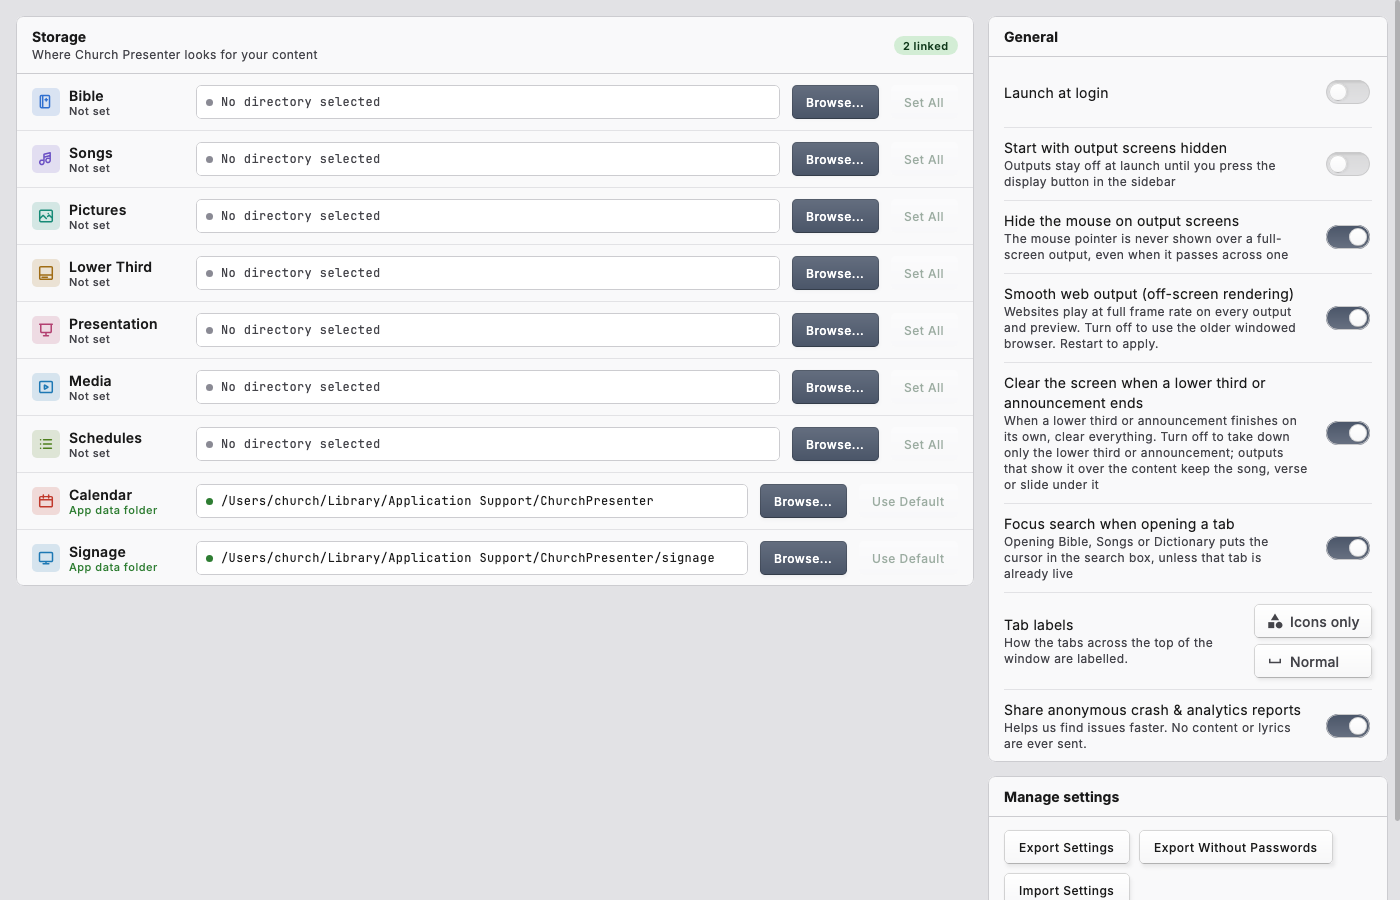 Storage
Where Church Presenter looks for your content
2 linked
Bible
Not set
No directory selected
Browse...
Set All
Songs
Not set
No directory selected
Browse...
Set All
Pictures
Not set
No directory selected
Browse...
Set All
Lower Third
Not set
No directory selected
Browse...
Set All
Presentation
Not set
No directory selected
Browse...
Set All
Media
Not set
No directory selected
Browse...
Set All
Schedules
Not set
No directory selected
Browse...
Set All
Calendar
App data folder
/Users/church/Library/Application Support/ChurchPresenter
Browse...
Use Default
Signage
App data folder
/Users/church/Library/Application Support/ChurchPresenter/signage
Browse...
Use Default
General
Launch at login
Start with output screens hidden
Outputs stay off at launch until you press the
display button in the sidebar
Hide the mouse on output screens
The mouse pointer is never shown over a full-
screen output, even when it passes across one
Smooth web output (off-screen rendering)
Websites play at full frame rate on every output
and preview. Turn off to use the older windowed
browser. Restart to apply.
Clear the screen when a lower third or
announcement ends
When a lower third or announcement finishes on
its own, clear everything. Turn off to take down
only the lower third or announcement; outputs
that show it over the content keep the song, verse
or slide under it
Focus search when opening a tab
Opening Bible, Songs or Dictionary puts the
cursor in the search box, unless that tab is
already live
Tab labels
How the tabs across the top of the
window are labelled.
Icons only
Normal
Share anonymous crash & analytics reports
Helps us find issues faster. No content or lyrics
are ever sent.
Manage settings
Export Settings
Export Without Passwords
Import Settings